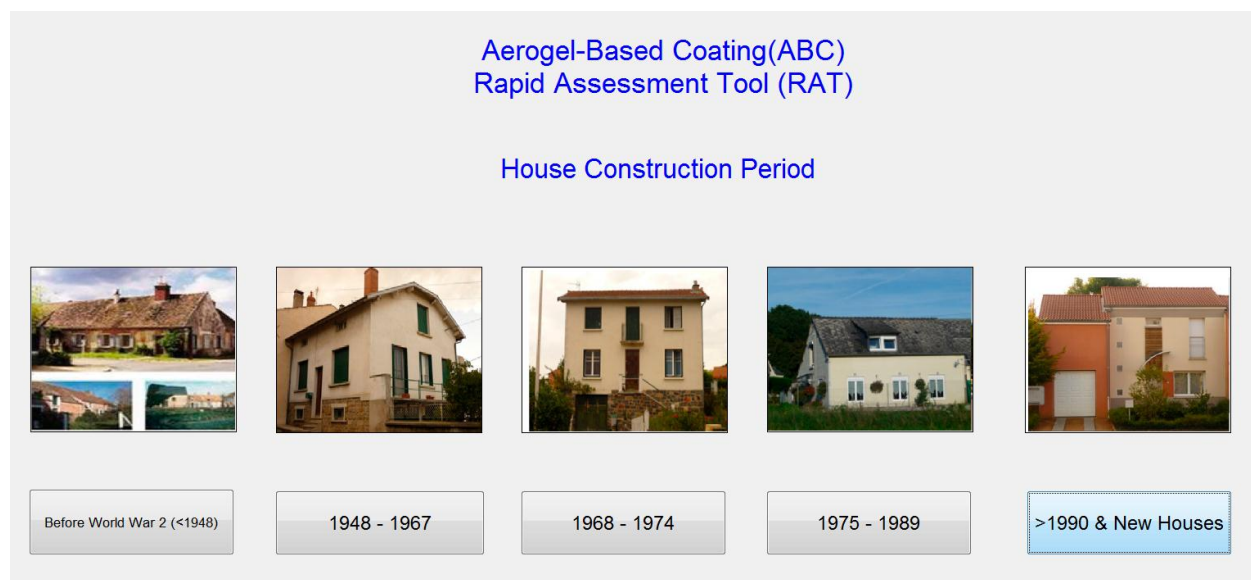 Aerogel-Based Coating(ABC)
Rapid Assessment Tool (RAT)
House Construction Period
Before World War 2 (<1948)
1948 - 1967
1968 - 1974
1975 - 1989
>1990 & New Houses